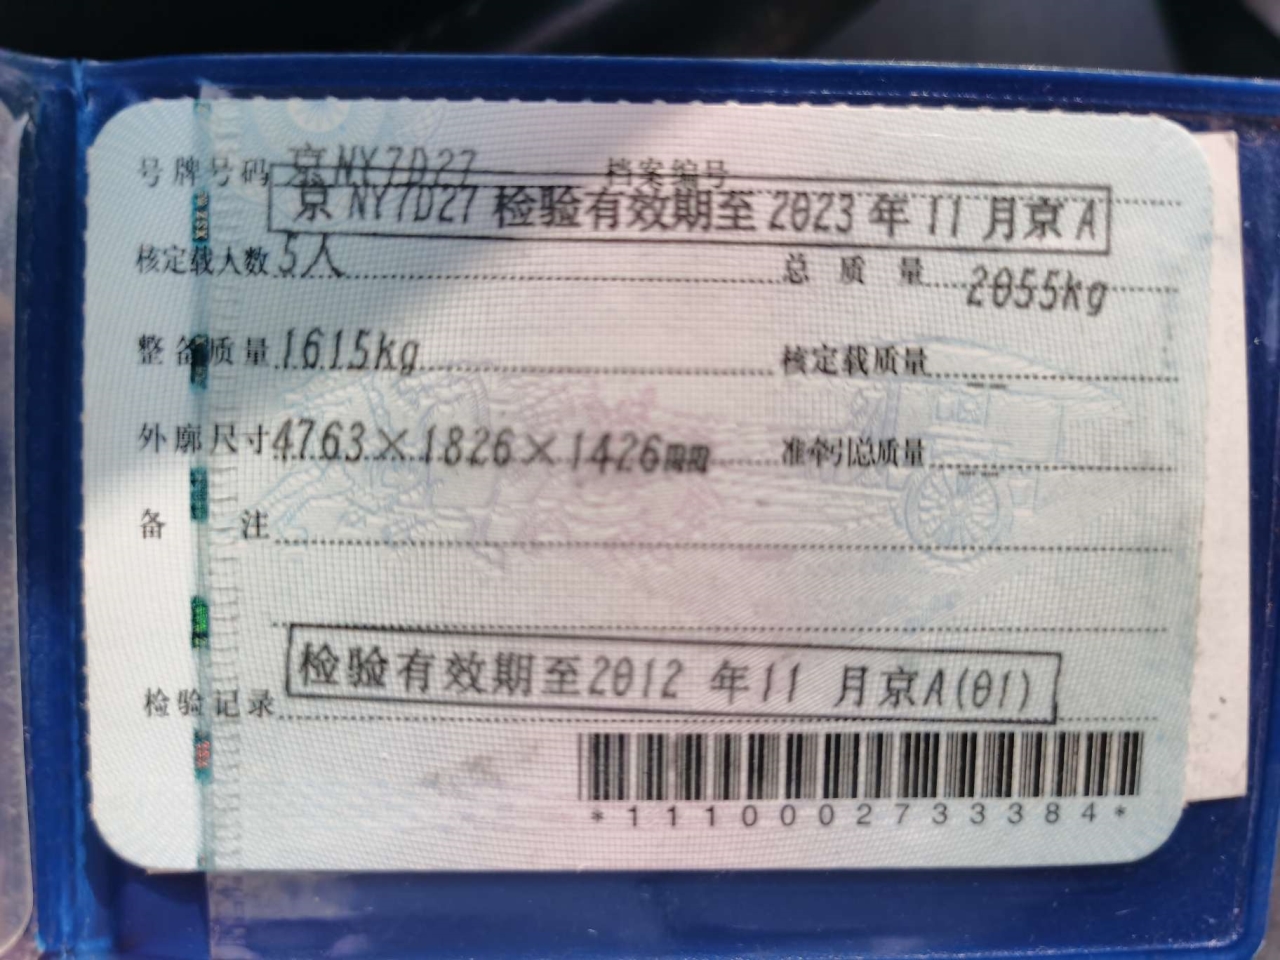 号牌号码 京NY7D27 档案编号
京NY7D27 检验有效期至2023年11月京A
核定载人数 5人 总质量 2055kg
整备质量 1615kg 核定载质量 --
外廓尺寸 4763×1826×1426mm 准牵引总质量 --
备注
检验有效期至2012年11月京A(01)
检验记录
*1110002733384*